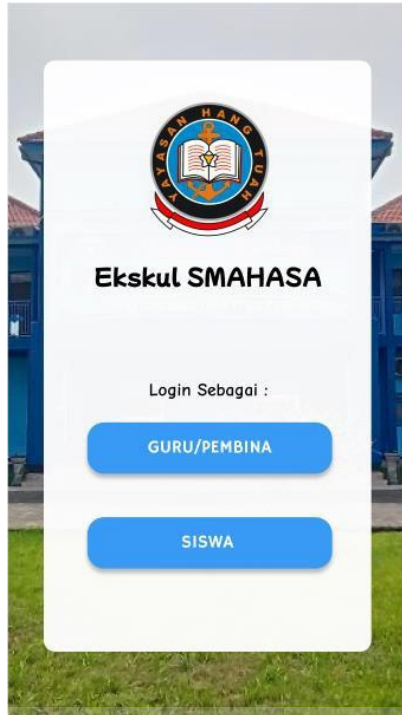 YAYASAN HANG TUAH
Ekskul SMAHASA
Login Sebagai :
GURU/PEMBINA
SISWA